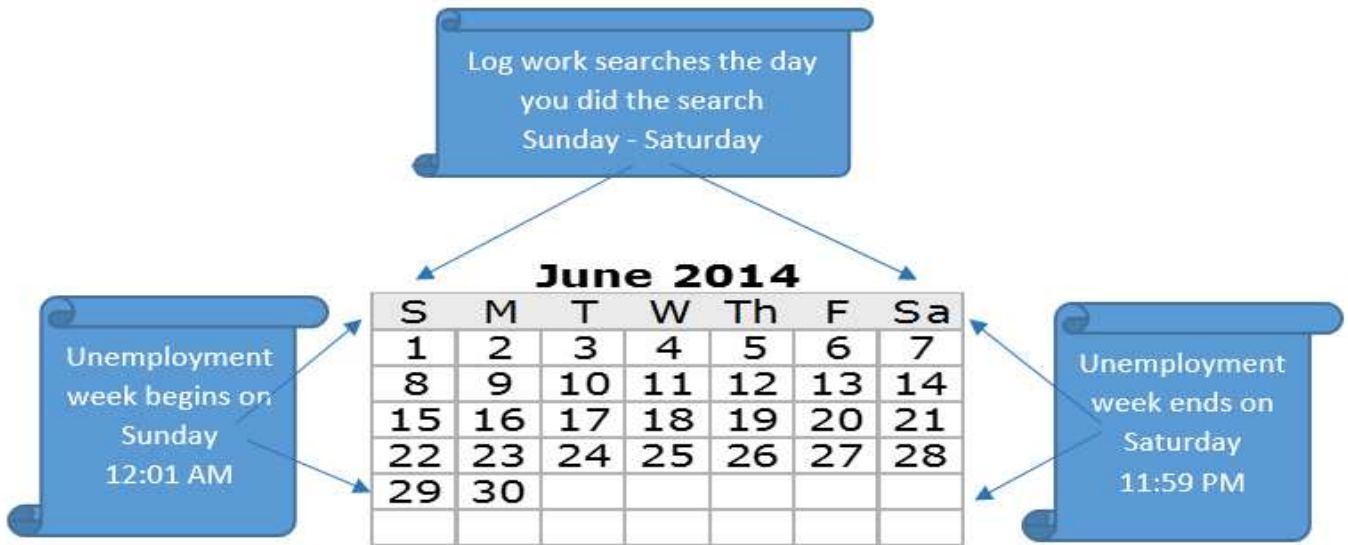 Log work searches the day
you did the search
Sunday - Saturday
June 2014
S M T W Th F Sa
1 2 3 4 5 6 7
8 9 10 11 12 13 14
15 16 17 18 19 20 21
22 23 24 25 26 27 28
29 30
Unemployment
week begins on
Sunday
12:01 AM
Unemployment
week ends on
Saturday
11:59 PM